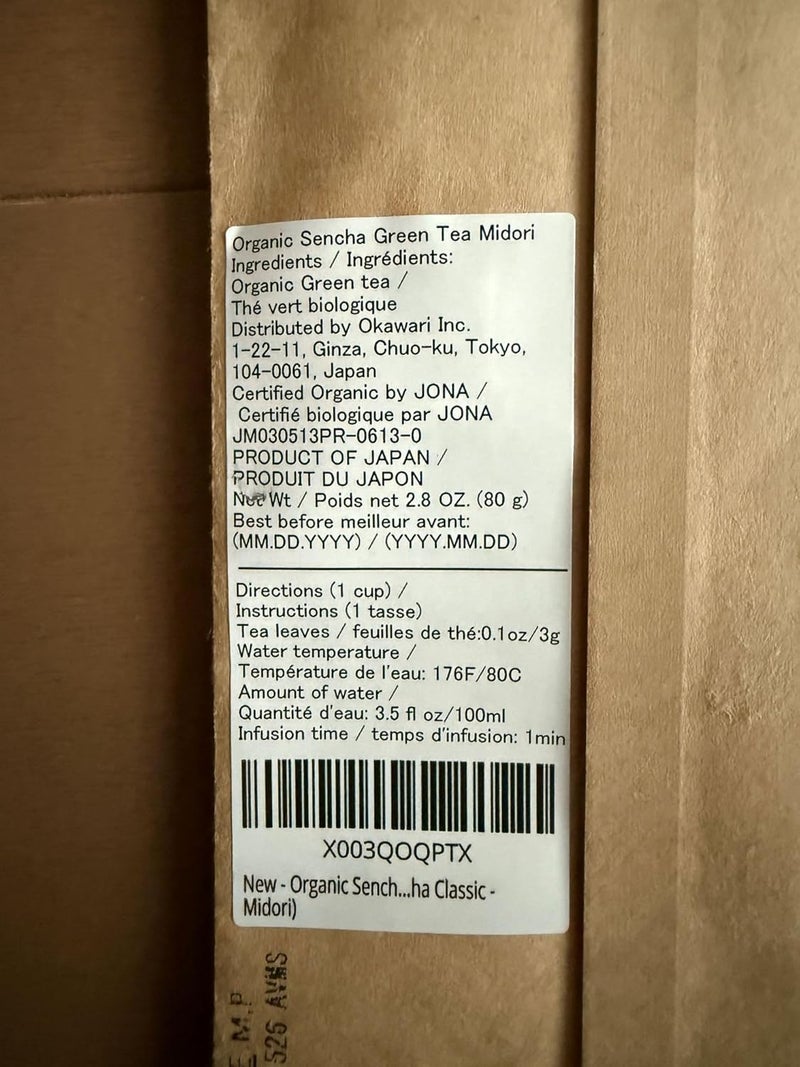 Organic Sencha Green Tea Midori
Ingredients / Ingrédients:
Organic Green tea /
Thé vert biologique
Distributed by Okawari Inc.
1-22-11, Ginza, Chuo-ku, Tokyo,
104-0061, Japan
Certified Organic by JONA /
Certifié biologique par JONA
JM030513PR-0613-0
PRODUCT OF JAPAN /
PRODUIT DU JAPON
Net Wt / Poids net 2.8 OZ. (80 g)
Best before meilleur avant:
(MM.DD.YYYY) / (YYYY.MM.DD)
Directions (1 cup) /
Instructions (1 tasse)
Tea leaves / feuilles de thé:0.1oz/3g
Water temperature /
Température de l'eau: 176F/80C
Amount of water /
Quantité d'eau: 3.5 fl oz/100ml
Infusion time / temps d'infusion: 1min
X003QOQPTX
New - Organic Sench...ha Classic -
Midori)